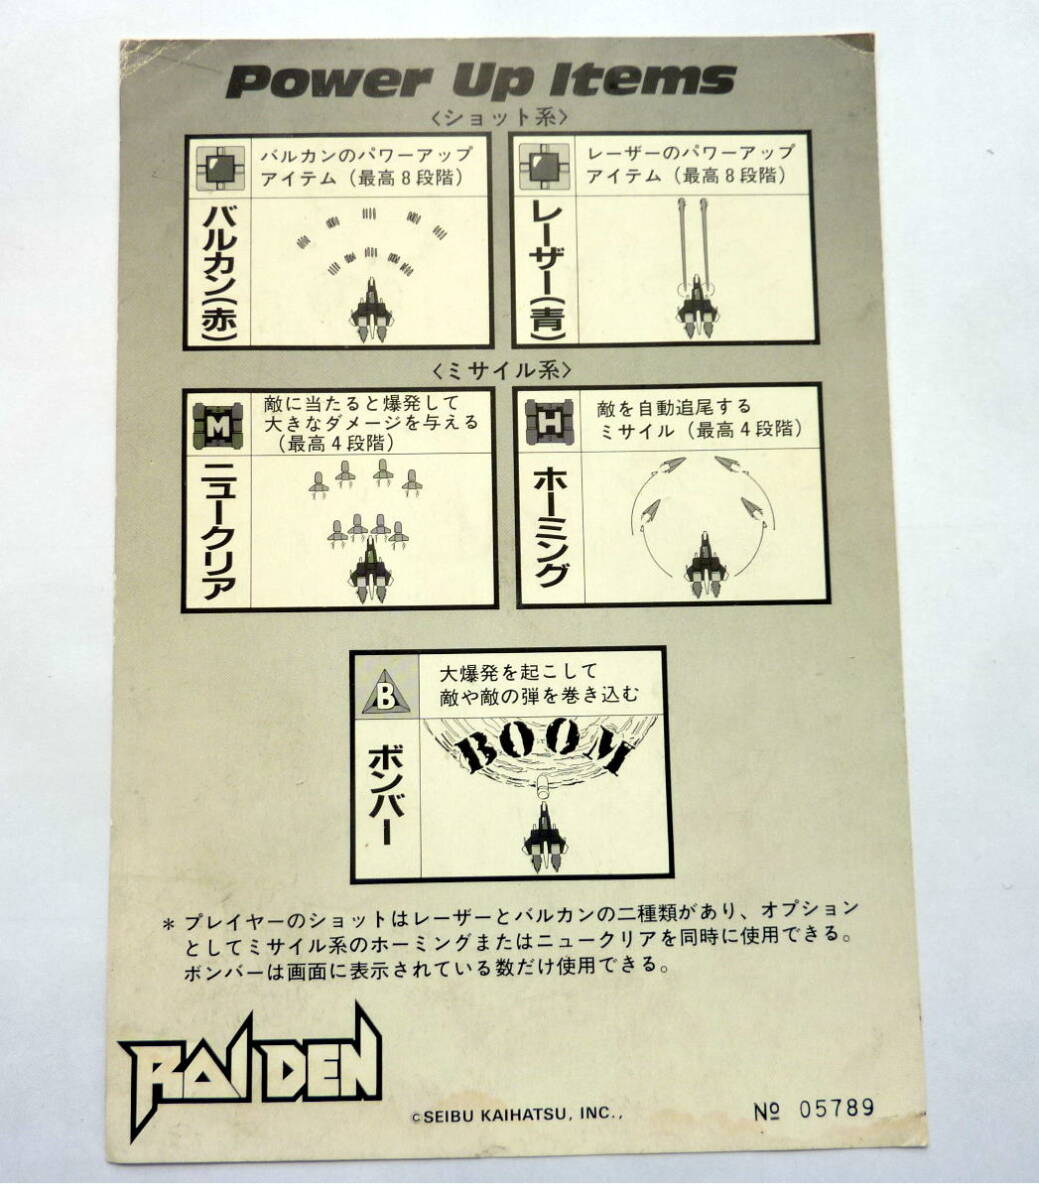 Power Up Items
〈ショット系〉
バルカンのパワーアップ
アイテム（最高8段階）
バルカン(赤)
レーザーのパワーアップ
アイテム（最高8段階）
レーザー(青)
〈ミサイル系〉
M
敵に当たると爆発して
大きなダメージを与える
（最高4段階）
ニュークリア
H
敵を自動追尾する
ミサイル（最高4段階）
ホーミング
B
大爆発を起こして
敵や敵の弾を巻き込む
ボンバー
BOOM
＊プレイヤーのショットはレーザーとバルカンの二種類があり、オプション
としてミサイル系のホーミングまたはニュークリアを同時に使用できる。
ボンバーは画面に表示されている数だけ使用できる。
RAIDEN
©SEIBU KAIHATSU, INC.,
№ 05789